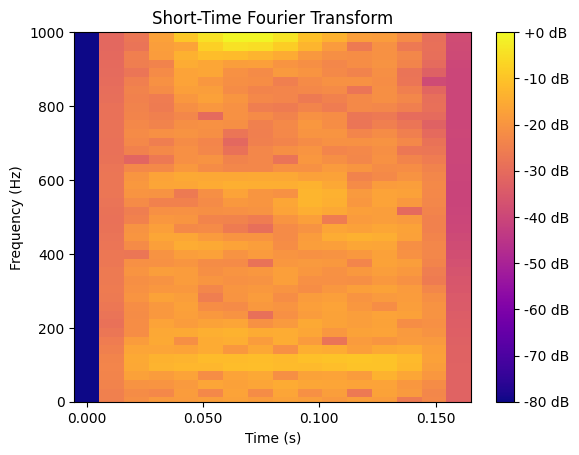 Short-Time Fourier Transform
Frequency (Hz)
1000
800
600
400
200
0
0.000
0.050
0.100
0.150
Time (s)
+0 dB
-10 dB
-20 dB
-30 dB
-40 dB
-50 dB
-60 dB
-70 dB
-80 dB